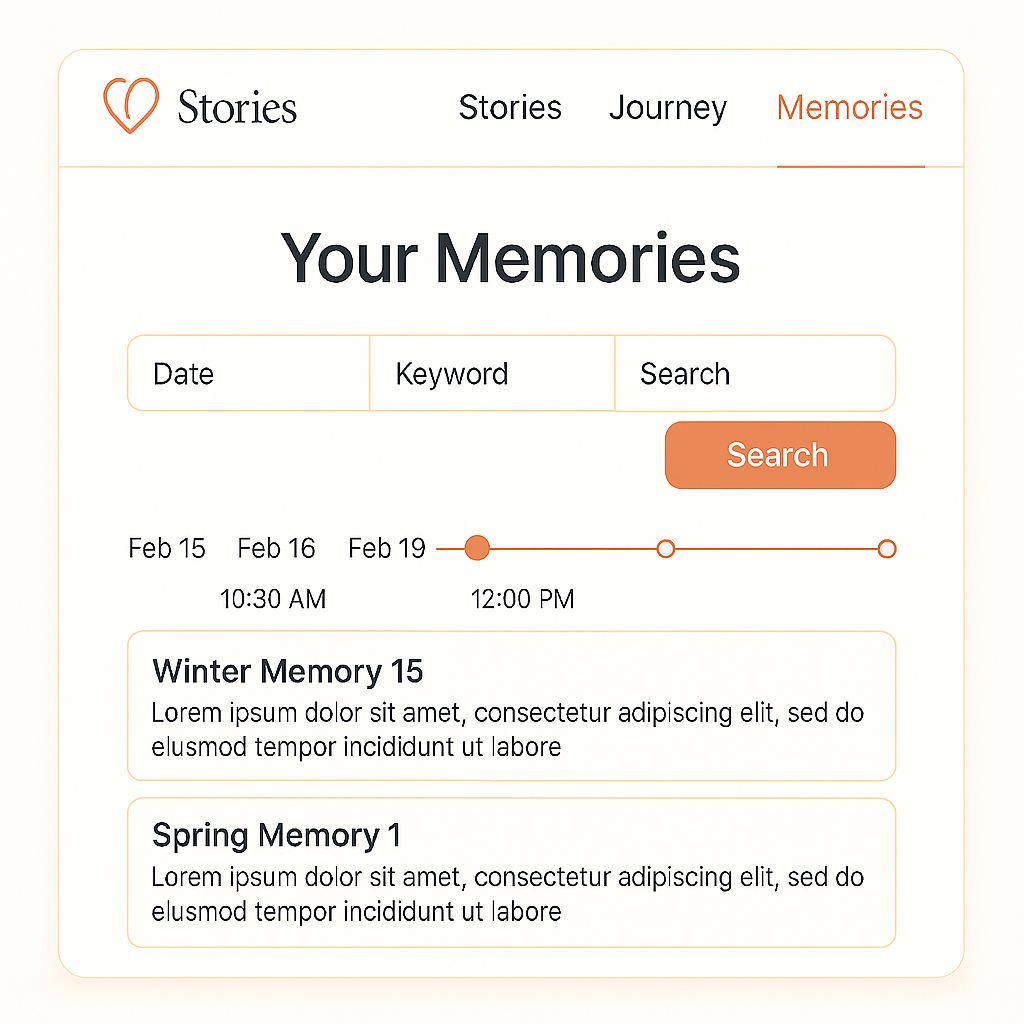 Stories
Stories Journey Memories
Your Memories
Date Keyword Search
Search
Feb 15 Feb 16 Feb 19
10:30 AM 12:00 PM
Winter Memory 15
Lorem ipsum dolor sit amet, consectetur adipiscing elit, sed do
elusmod tempor incididunt ut labore
Spring Memory 1
Lorem ipsum dolor sit amet, consectetur adipiscing elit, sed do
elusmod tempor incididunt ut labore